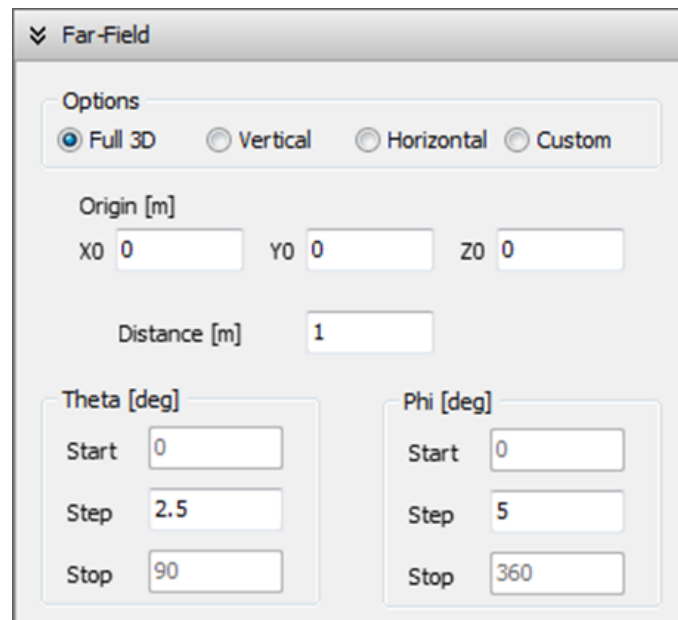 Far-Field
Options
Full 3D Vertical Horizontal Custom
Origin [m]
X0 0 Y0 0 Z0 0
Distance [m] 1
Theta [deg]
Start 0
Step 2.5
Stop 90
Phi [deg]
Start 0
Step 5
Stop 360